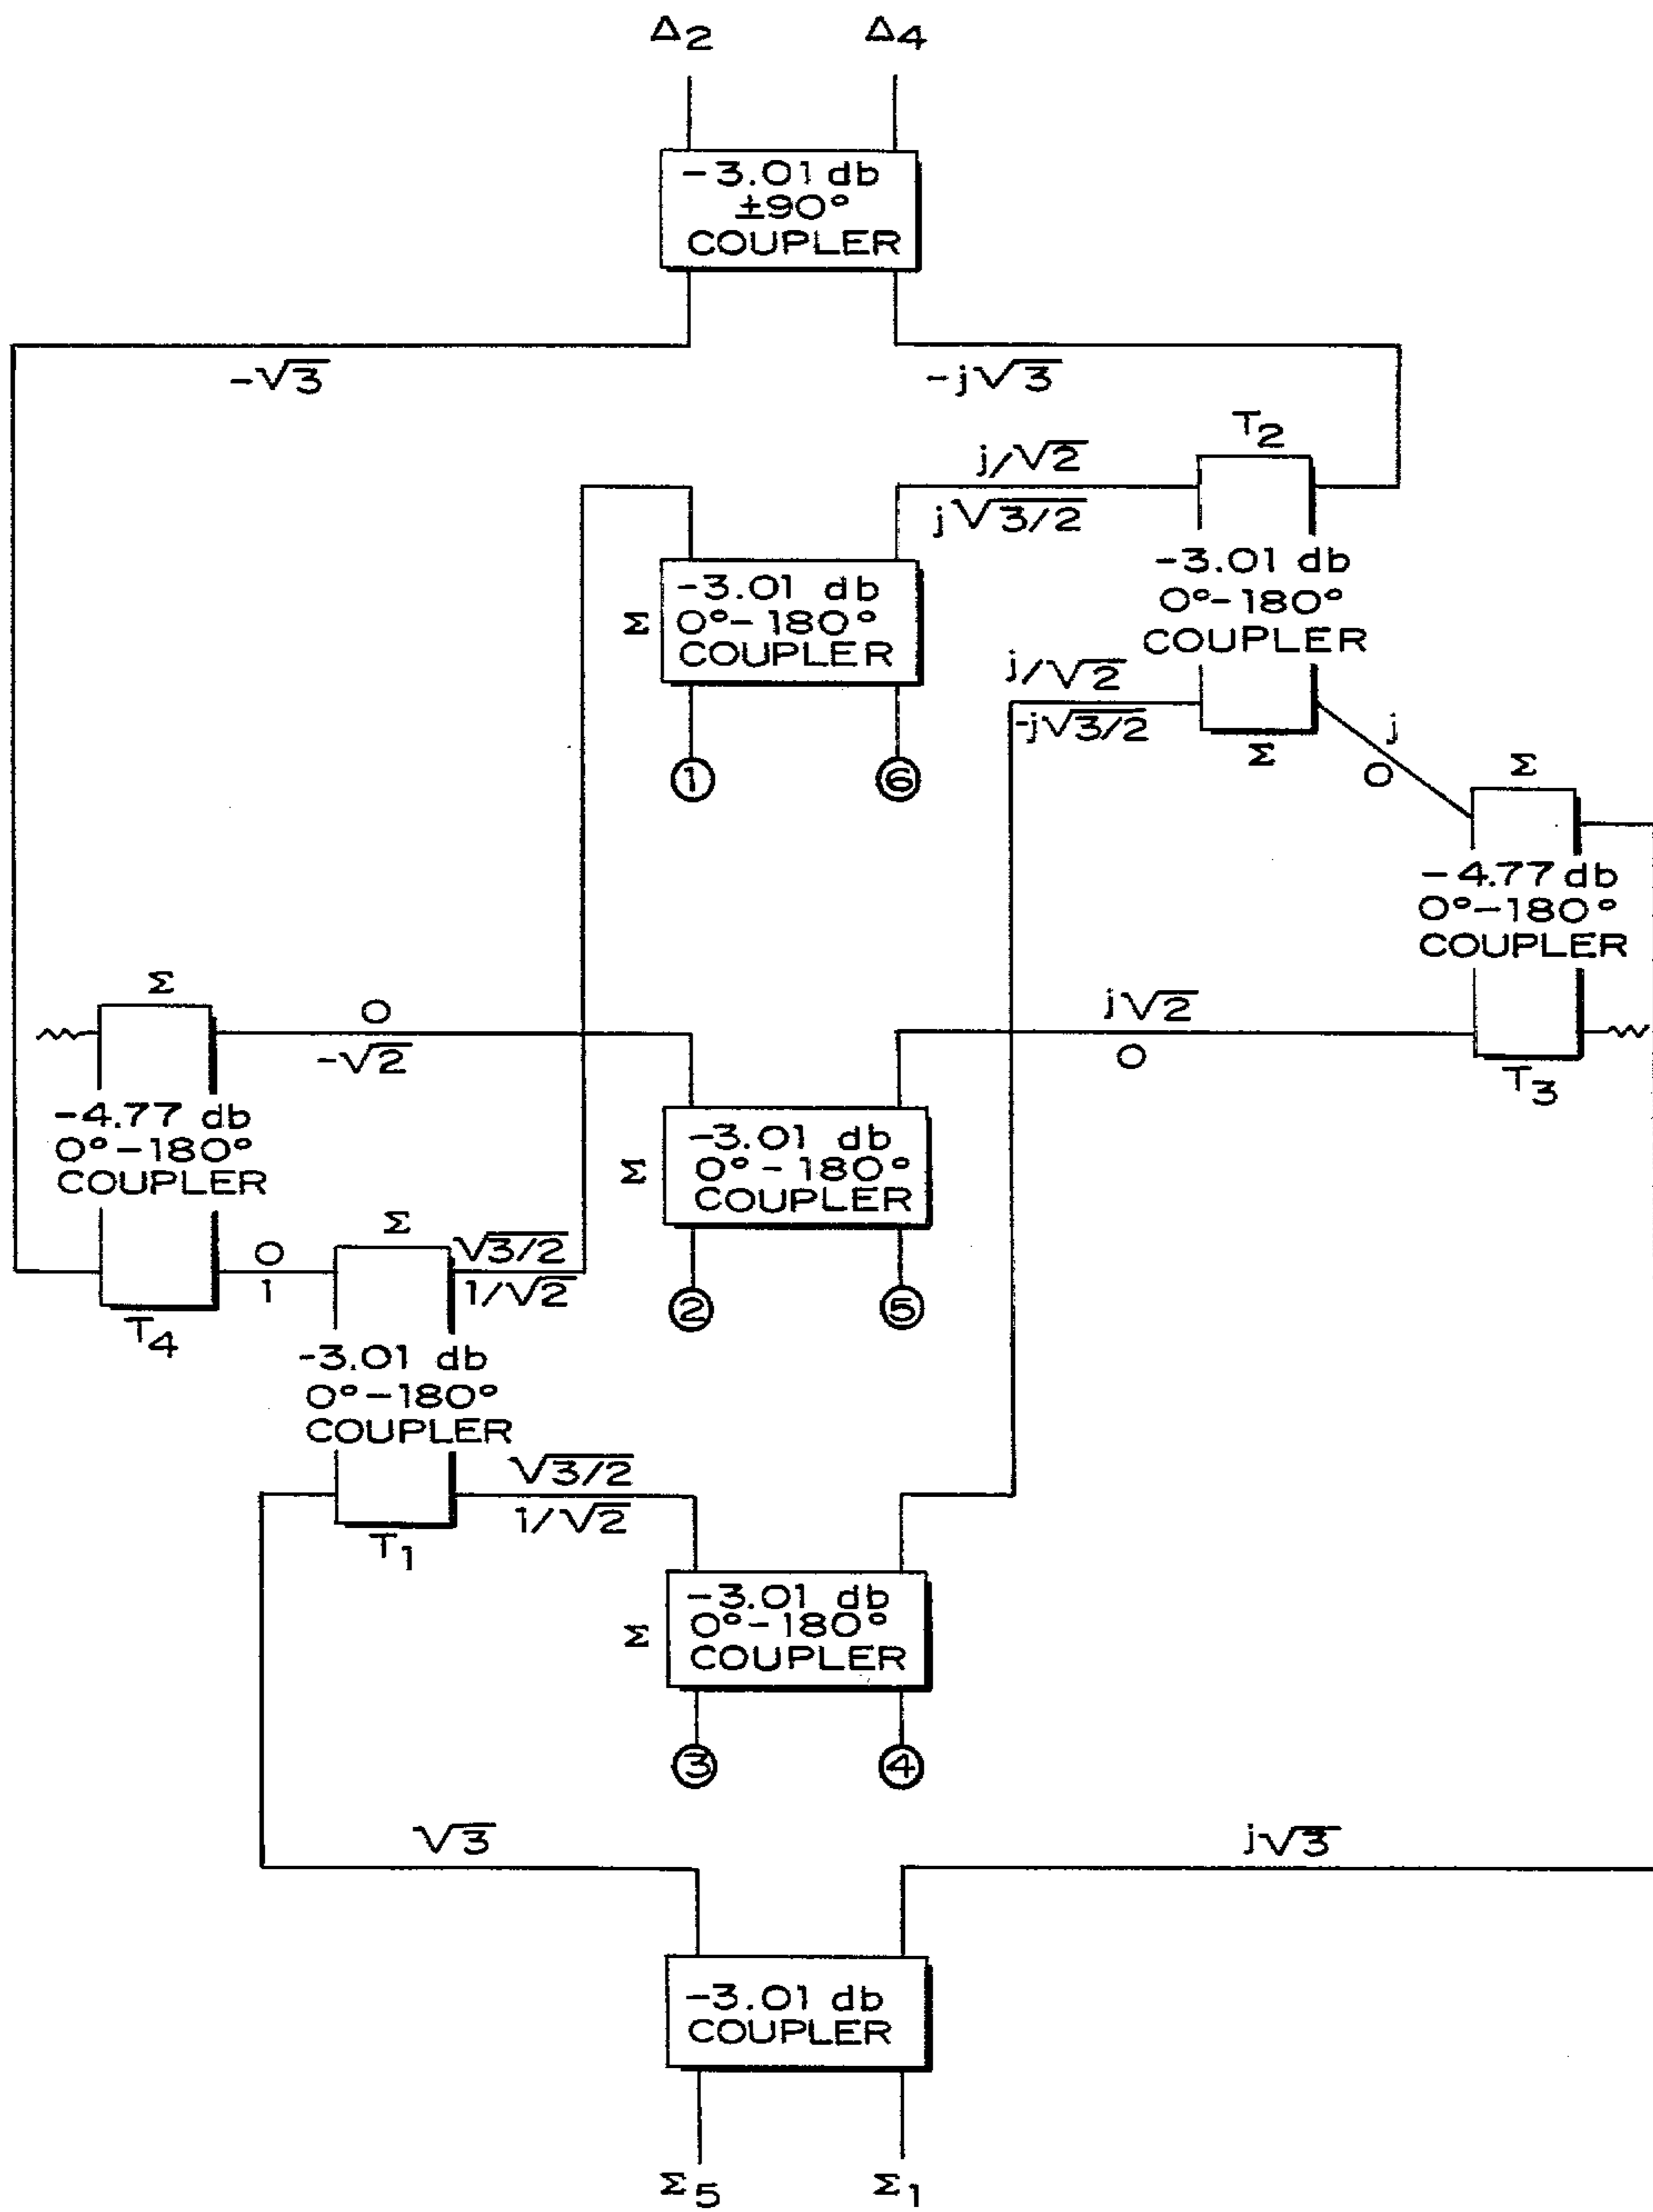 Δ2 Δ4
-3.01 db
±90°
COUPLER
-√3
-j√3
T2
j/√2
j√3/2
-3.01 db
0°-180°
COUPLER
Σ
-3.01 db
0°-180°
COUPLER
j/√2
-j√3/2
Σ
1
6
j
0
Σ
-4.77 db
0°-180°
COUPLER
T3
Σ
0
-√2
j√2
0
-4.77 db
0°-180°
COUPLER
T4
Σ
-3.01 db
0°-180°
COUPLER
2
5
0
1
Σ
√3/2
1/√2
-3.01 db
0°-180°
COUPLER
T1
√3/2
1/√2
Σ
-3.01 db
0°-180°
COUPLER
3
4
√3
j√3
-3.01 db
COUPLER
Σ5 Σ1